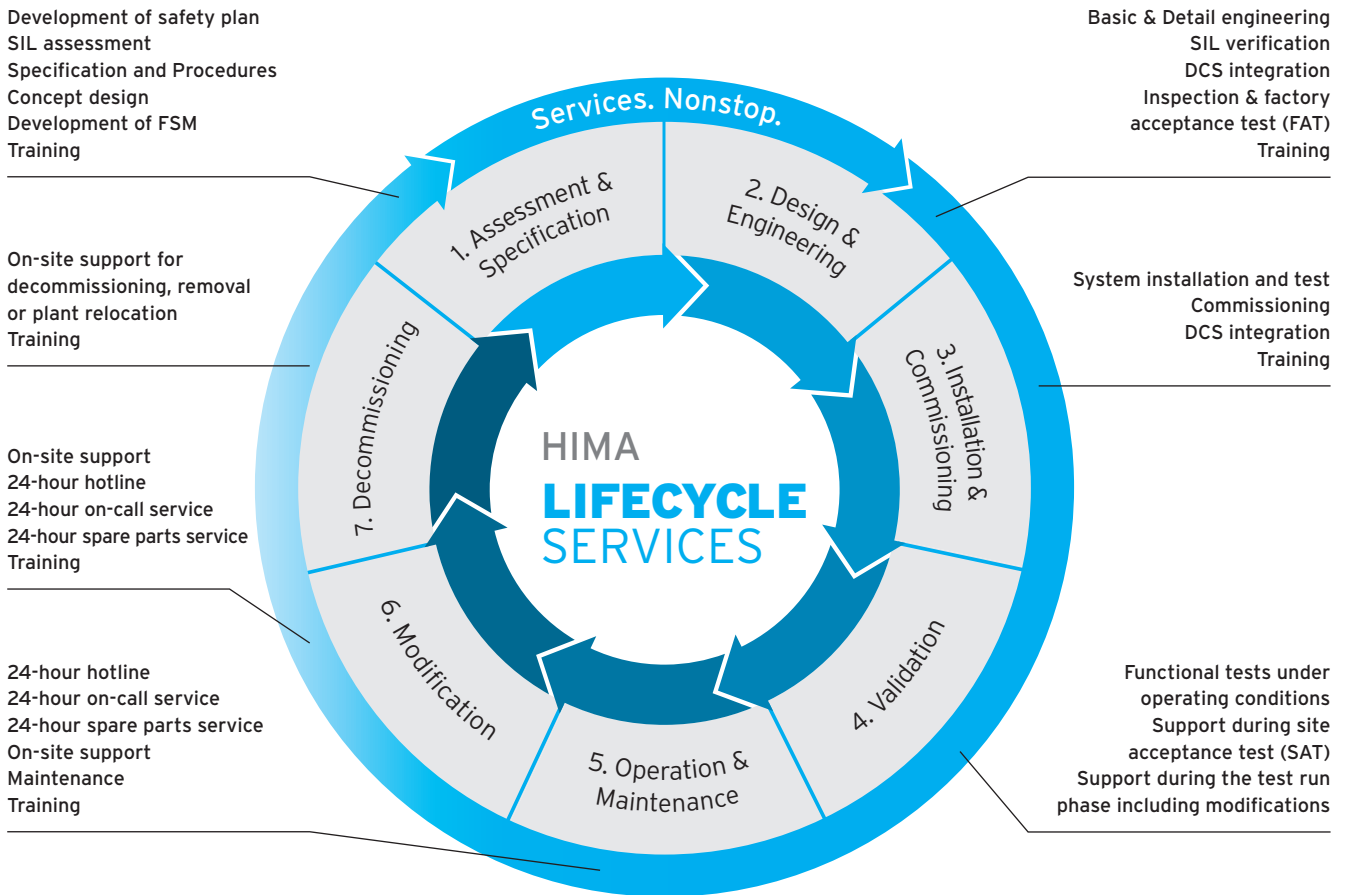 Development of safety plan
SIL assessment
Specification and Procedures
Concept design
Development of FSM
Training
Basic & Detail engineering
SIL verification
DCS integration
Inspection & factory
acceptance test (FAT)
Training
Services. Nonstop.
1. Assessment &
Specification
2. Design &
Engineering
On-site support for
decommissioning, removal
or plant relocation
Training
System installation and test
Commissioning
DCS integration
Training
7. Decommissioning
3. Installation &
Commissioning
HIMA
LIFECYCLE
SERVICES
On-site support
24-hour hotline
24-hour on-call service
24-hour spare parts service
Training
6. Modification
4. Validation
5. Operation &
Maintenance
24-hour hotline
24-hour on-call service
24-hour spare parts service
On-site support
Maintenance
Training
Functional tests under
operating conditions
Support during site
acceptance test (SAT)
Support during the test run
phase including modifications